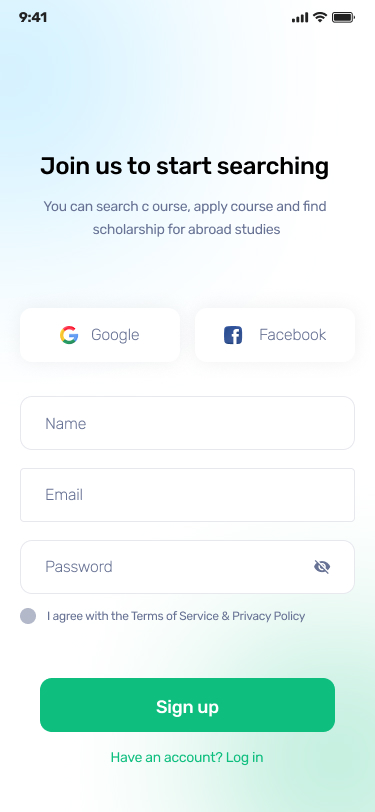 9:41
Join us to start searching
You can search c ourse, apply course and find
scholarship for abroad studies
Google
Facebook
Name
Email
Password
I agree with the Terms of Service & Privacy Policy
Sign up
Have an account? Log in